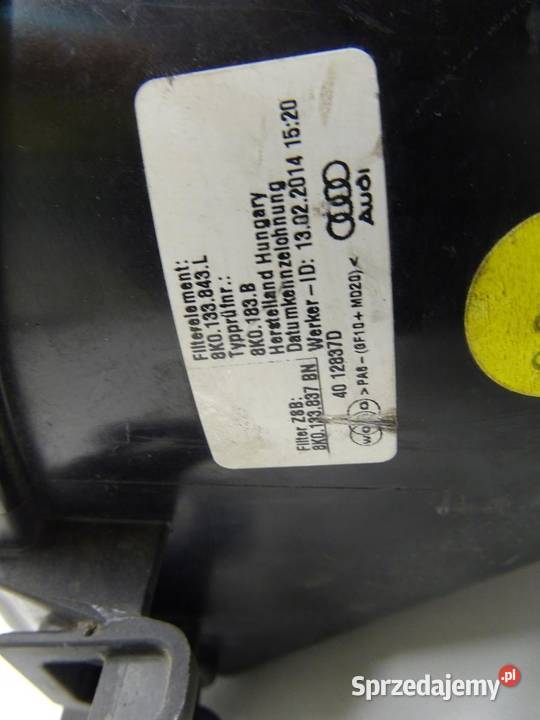 Filterelement:
8K0.133.843.L
Typprüfnr.:
8K0.183.B
Herstelland Hungary
Datumkennzeichnung
Werker-ID: 13.02.2014 15:20
Filter ZSB:
8K0.133.837 BN
40 12837D
>PA6-(GF10+MD20)<
AUDI
Sprzedajemy.pl